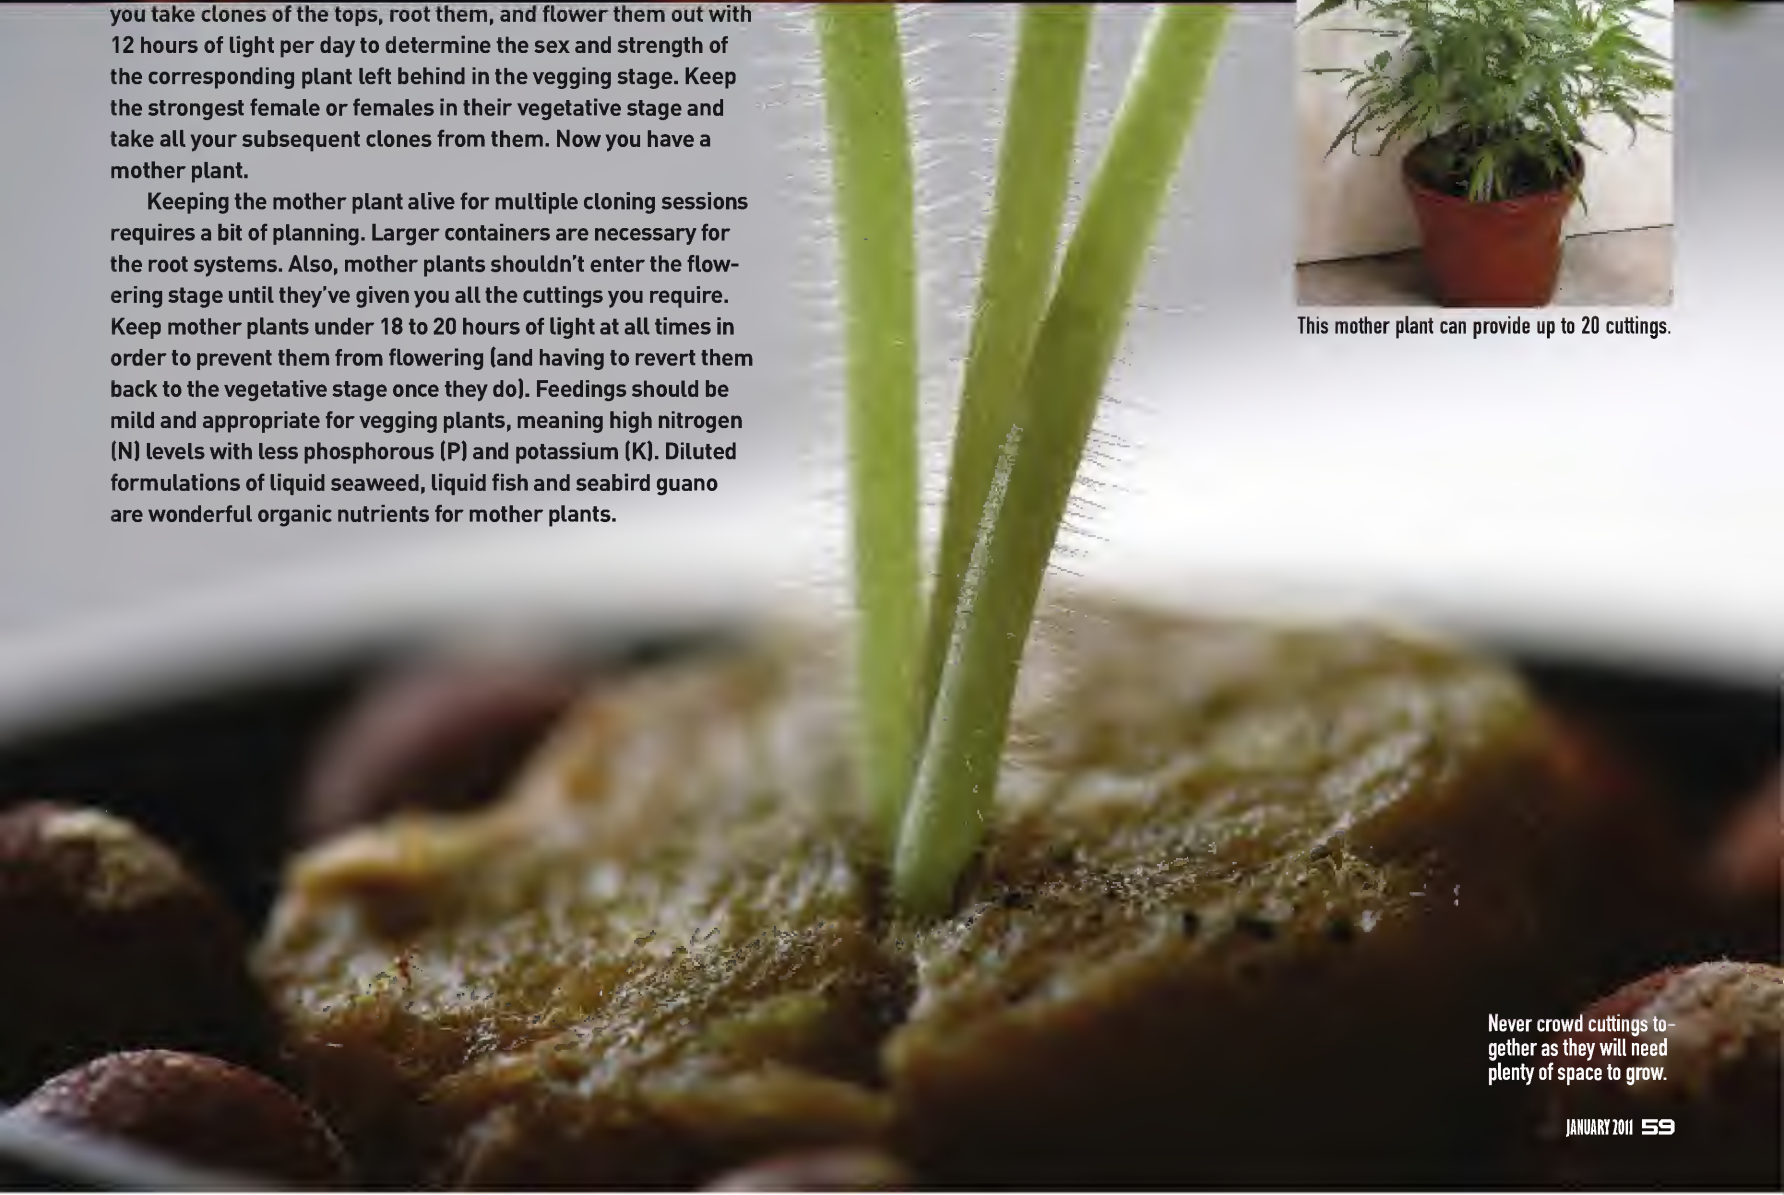 you take clones of the tops, root them, and flower them out with
12 hours of light per day to determine the sex and strength of
the corresponding plant left behind in the vegging stage. Keep
the strongest female or females in their vegetative stage and
take all your subsequent clones from them. Now you have a
mother plant.
Keeping the mother plant alive for multiple cloning sessions
requires a bit of planning. Larger containers are necessary for
the root systems. Also, mother plants shouldn't enter the flow-
ering stage until they've given you all the cuttings you require.
Keep mother plants under 18 to 20 hours of light at all times in
order to prevent them from flowering (and having to revert them
back to the vegetative stage once they do). Feedings should be
mild and appropriate for vegging plants, meaning high nitrogen
(N) levels with less phosphorous (P) and potassium (K). Diluted
formulations of liquid seaweed, liquid fish and seabird guano
are wonderful organic nutrients for mother plants.
This mother plant can provide up to 20 cuttings.
Never crowd cuttings to-
gether as they will need
plenty of space to grow.
JANUARY 2011 59